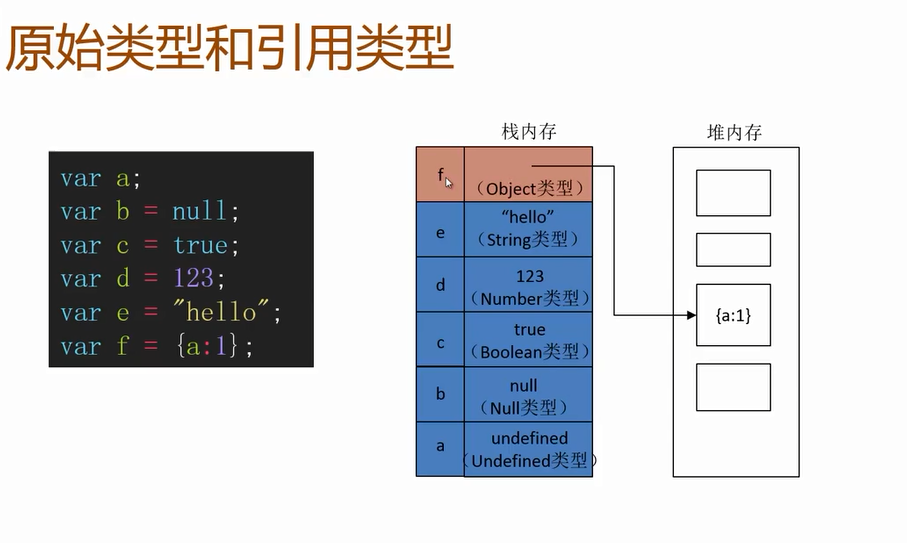 原始类型和引用类型
var a;
var b = null;
var c = true;
var d = 123;
var e = "hello";
var f = {a:1};
栈内存
f
（Object类型）
e
“hello”
（String类型）
d
123
（Number类型）
c
true
（Boolean类型）
b
null
（Null类型）
a
undefined
（Undefined类型）
堆内存
{a:1}